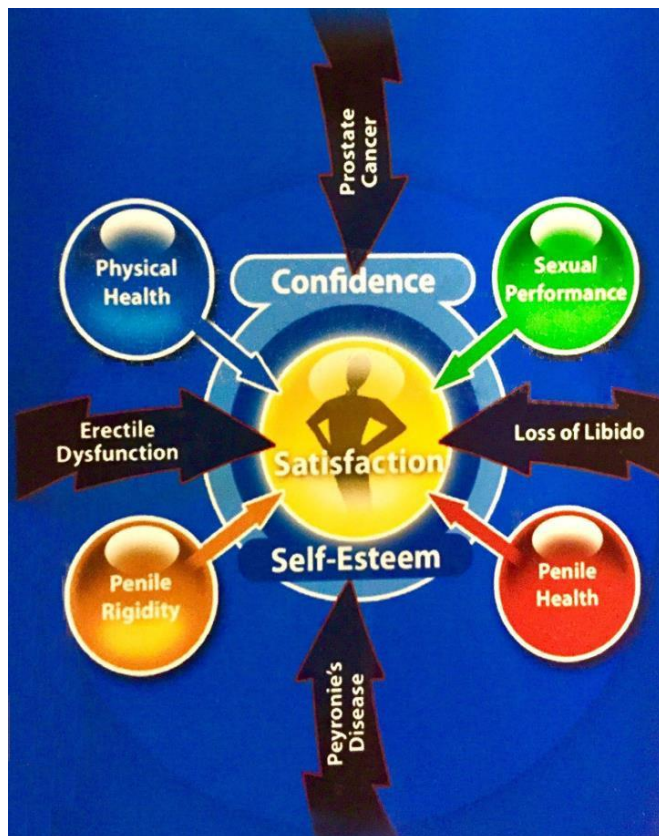 Prostate
Cancer
Physical
Health
Confidence
Sexual
Performance
Erectile
Dysfunction
Satisfaction
Loss of Libido
Penile
Rigidity
Self-Esteem
Penile
Health
Peyronie's
Disease